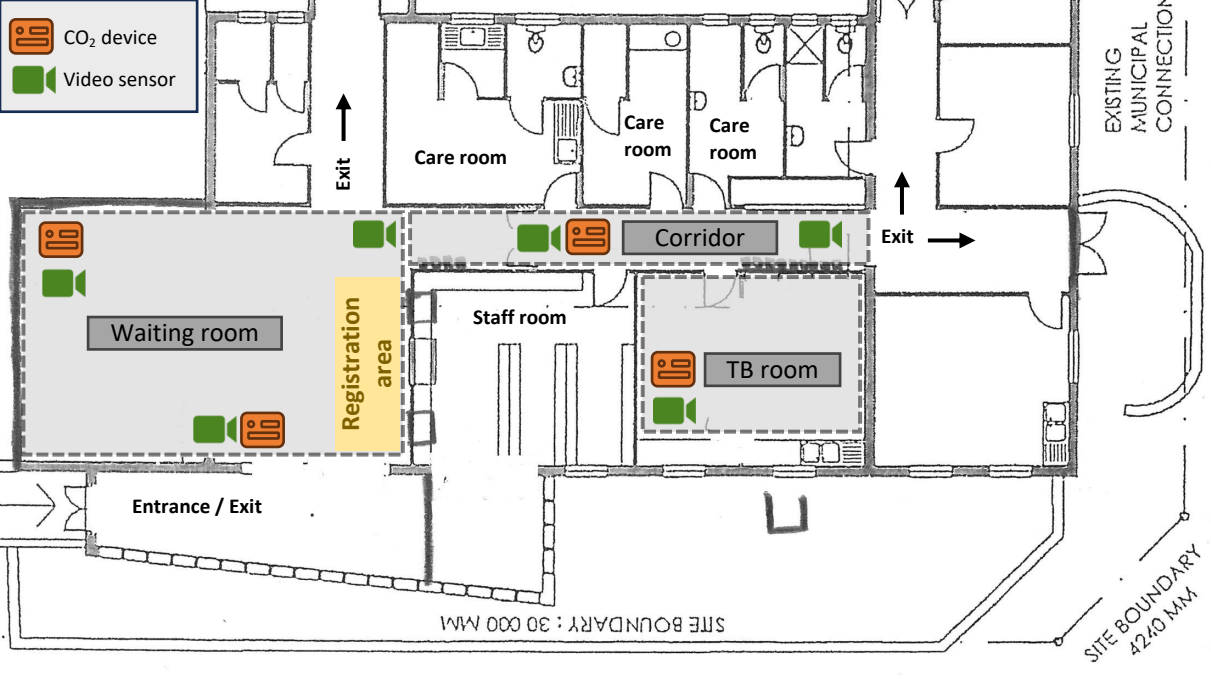 CO₂ device
Video sensor
EXISTING
MUNICIPAL
CONNECTION
Exit
Care room
Care
room
Care
room
Corridor
Exit
Waiting room
Registration
area
Staff room
TB room
Entrance / Exit
SITE BOUNDARY : 30 000 MM
SITE BOUNDARY
4240 MM